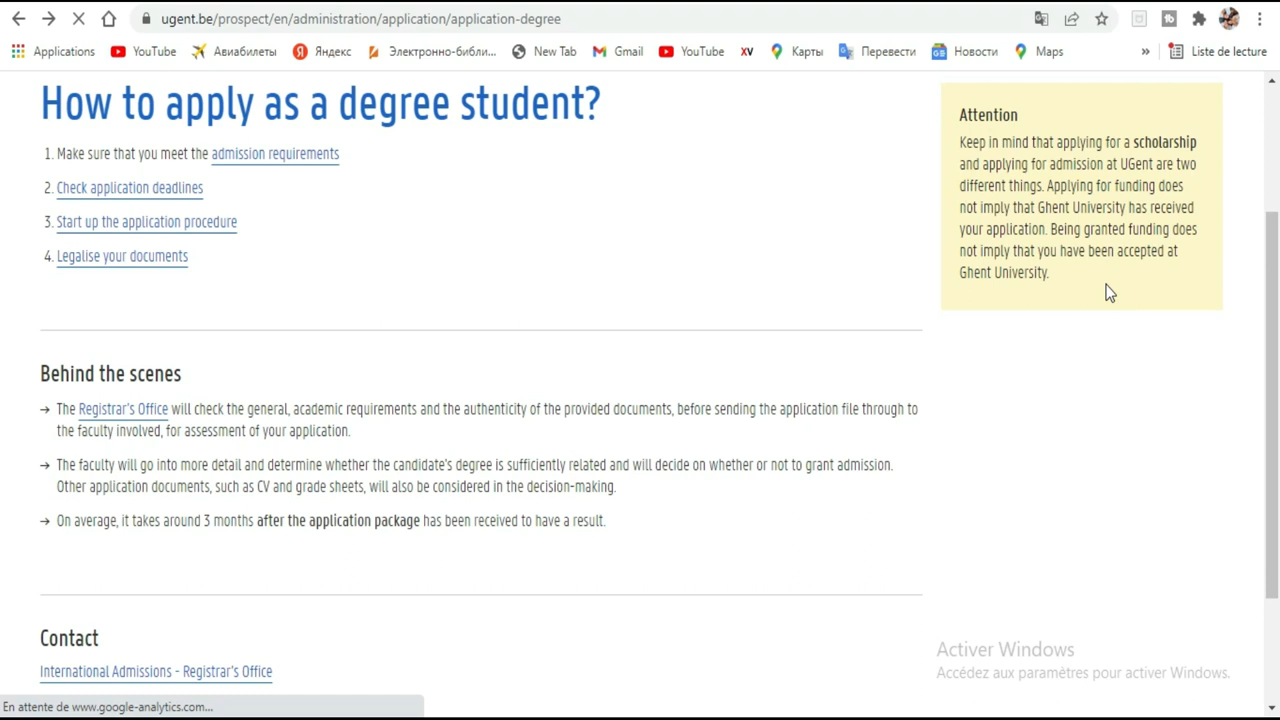 ugent.be/prospect/en/administration/application/application-degree
Applications YouTube Авиабилеты Яндекс Электронно-библи... New Tab Gmail YouTube XV Карты Перевести Новости Maps » Liste de lecture
How to apply as a degree student?
1. Make sure that you meet the admission requirements
2. Check application deadlines
3. Start up the application procedure
4. Legalise your documents
Attention
Keep in mind that applying for a scholarship
and applying for admission at UGent are two
different things. Applying for funding does
not imply that Ghent University has received
your application. Being granted funding does
not imply that you have been accepted at
Ghent University.
Behind the scenes
→ The Registrar's Office will check the general, academic requirements and the authenticity of the provided documents, before sending the application file through to
the faculty involved, for assessment of your application.
→ The faculty will go into more detail and determine whether the candidate's degree is sufficiently related and will decide on whether or not to grant admission.
Other application documents, such as CV and grade sheets, will also be considered in the decision-making.
→ On average, it takes around 3 months after the application package has been received to have a result.
Contact
International Admissions - Registrar's Office
Activer Windows
Accédez aux paramètres pour activer Windows.
En attente de www.google-analytics.com...